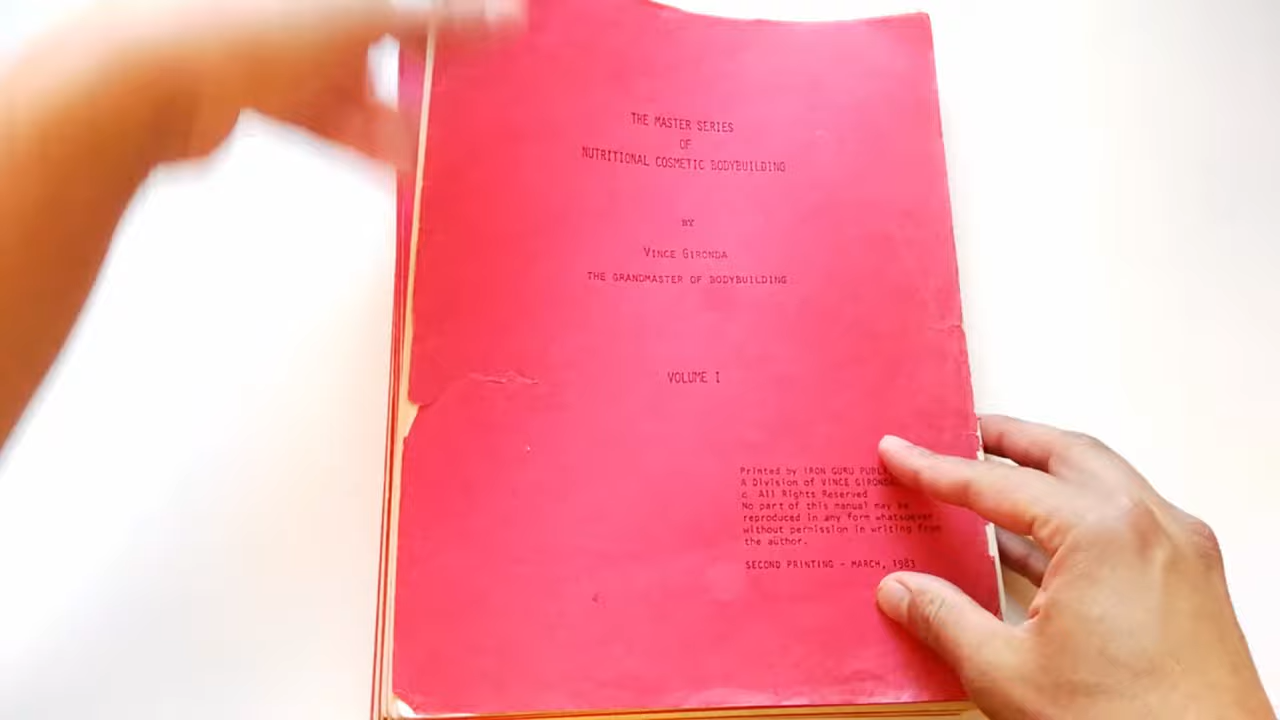 THE MASTER SERIES
OF
NUTRITIONAL COSMETIC BODYBUILDING
BY
VINCE GIRONDA
THE GRANDMASTER OF BODYBUILDING
VOLUME I
Printed by IRON GURU
A Division of VINCE
c. All Rights Reserved
No part of this manual may be
reproduced in any form whatsoever
without permission in writing from
the author.
SECOND PRINTING - MARCH, 1983